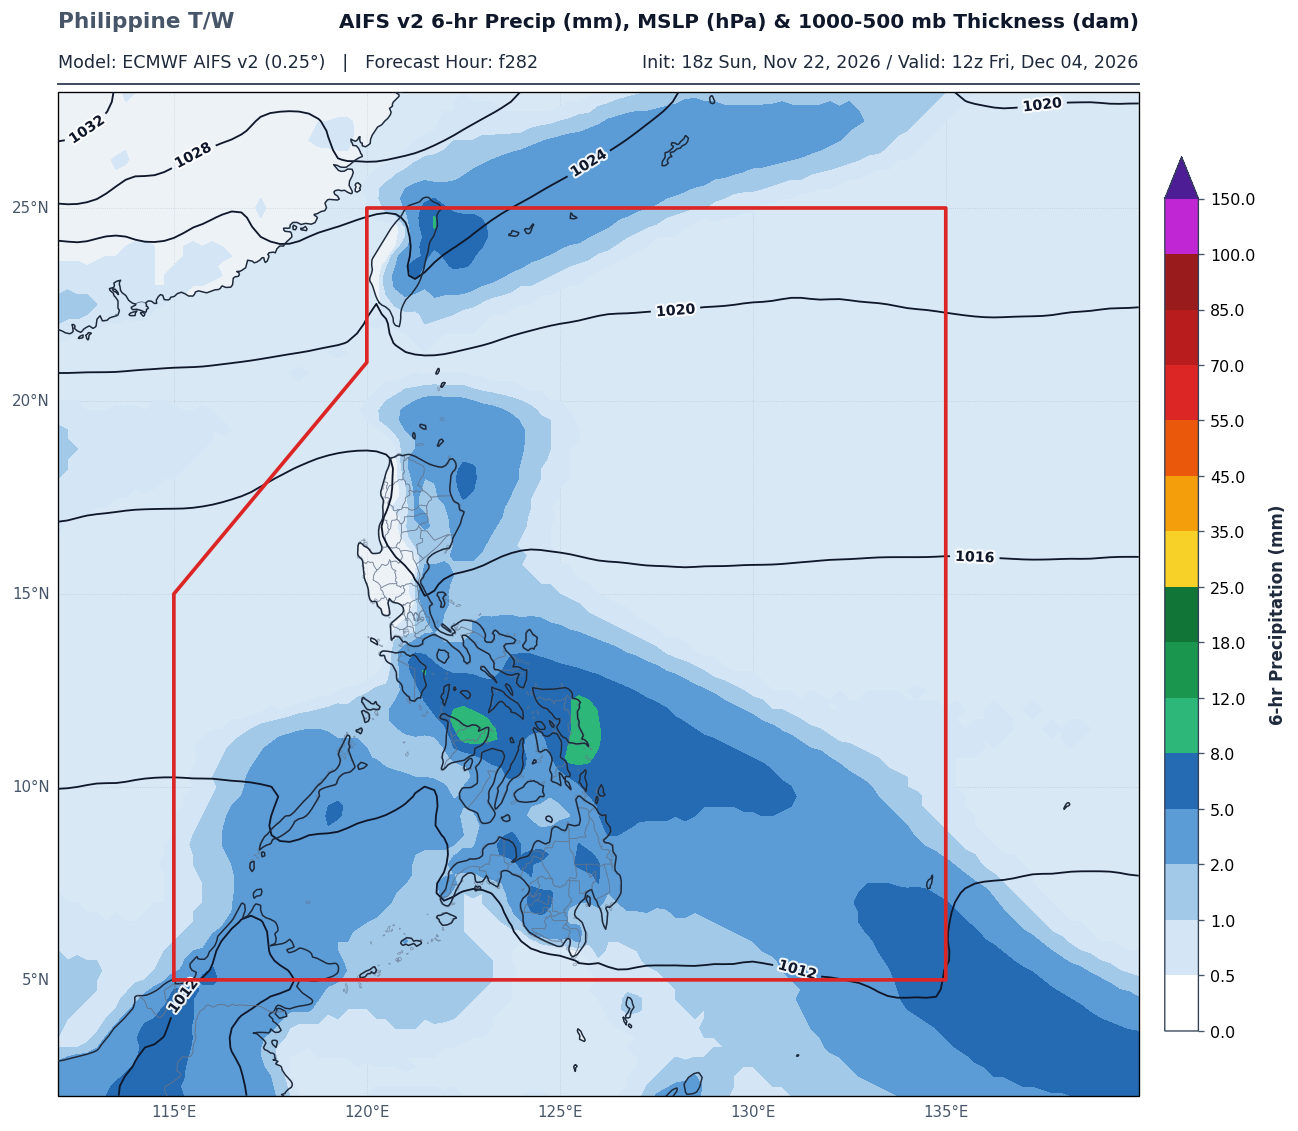 Philippine T/W
AIFS v2 6-hr Precip (mm), MSLP (hPa) & 1000-500 mb Thickness (dam)
Model: ECMWF AIFS v2 (0.25°) | Forecast Hour: f282
Init: 18z Sun, Nov 22, 2026 / Valid: 12z Fri, Dec 04, 2026
1032
1028
1024
1020
1020
1016
1012
1012
25°N
20°N
15°N
10°N
5°N
115°E
120°E
125°E
130°E
135°E
150.0
100.0
85.0
70.0
55.0
45.0
35.0
25.0
18.0
12.0
8.0
5.0
2.0
1.0
0.5
0.0
6-hr Precipitation (mm)